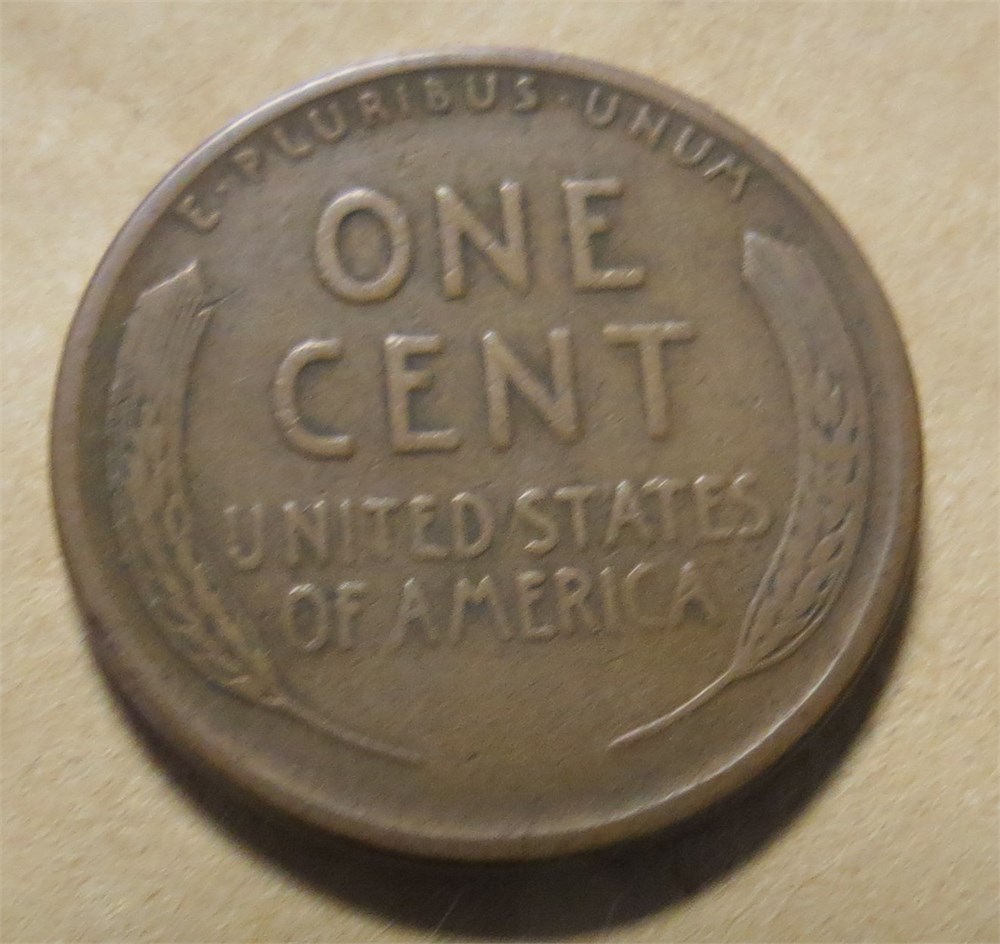 E·PLURIBUS·UNUM
ONE
CENT
UNITED STATES
OF AMERICA